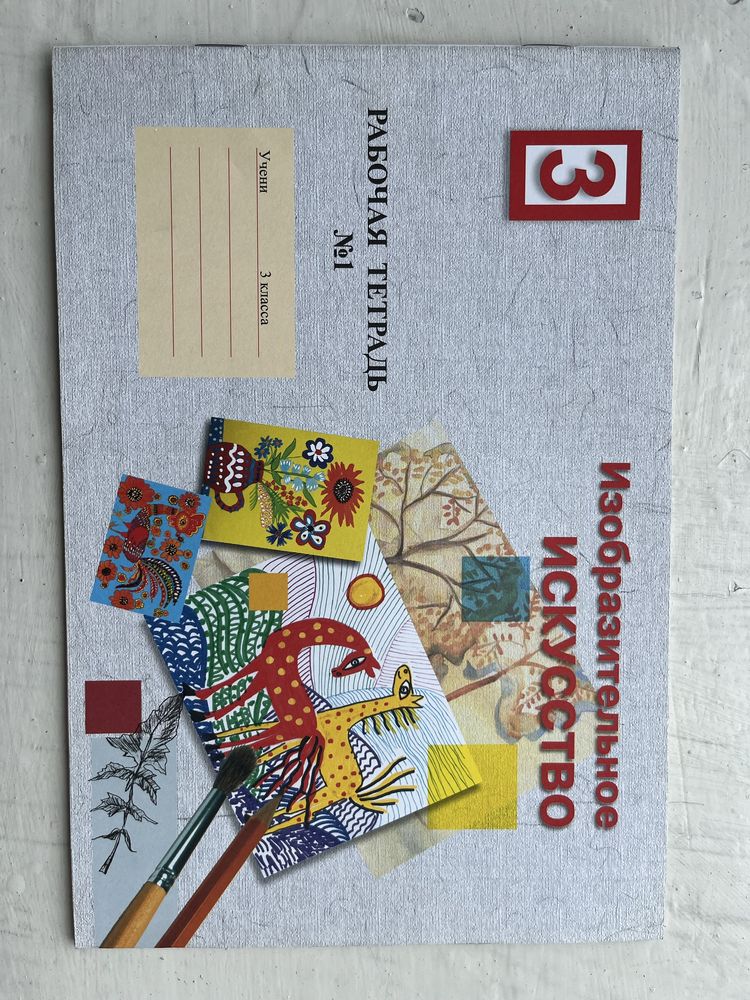 3
Изобразительное
ИСКУССТВО
РАБОЧАЯ ТЕТРАДЬ
№1
Учени 3 класса